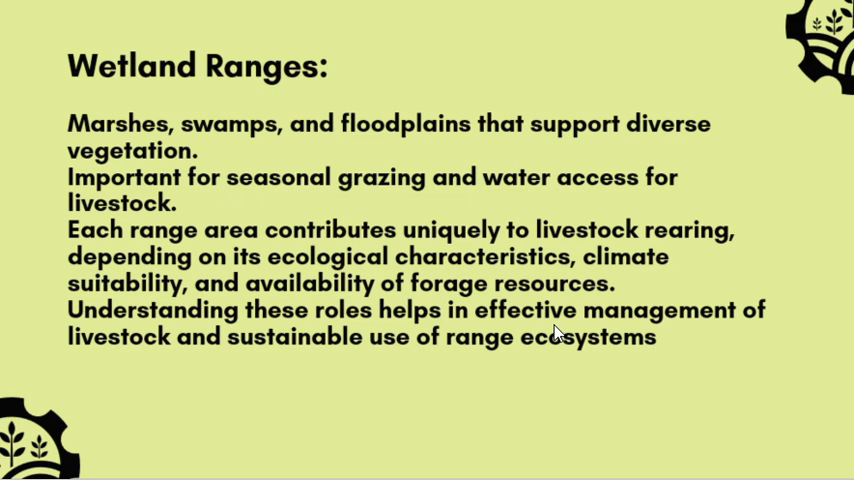 Wetland Ranges:
Marshes, swamps, and floodplains that support diverse
vegetation.
Important for seasonal grazing and water access for
livestock.
Each range area contributes uniquely to livestock rearing,
depending on its ecological characteristics, climate
suitability, and availability of forage resources.
Understanding these roles helps in effective management of
livestock and sustainable use of range ecosystems